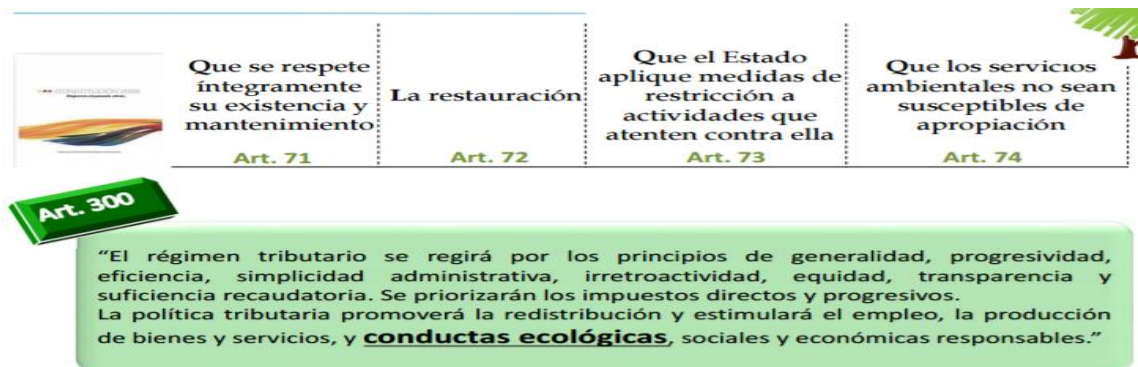 Que se respete
íntegramente
su existencia y
mantenimiento
Art. 71
La restauración
Art. 72
Que el Estado
aplique medidas de
restricción a
actividades que
atenten contra ella
Art. 73
Que los servicios
ambientales no sean
susceptibles de
apropiación
Art. 74
Art. 300
“El régimen tributario se regirá por los principios de generalidad, progresividad,
eficiencia, simplicidad administrativa, irretroactividad, equidad, transparencia y
suficiencia recaudatoria. Se priorizarán los impuestos directos y progresivos.
La política tributaria promoverá la redistribución y estimulará el empleo, la producción
de bienes y servicios, y conductas ecológicas, sociales y económicas responsables.”